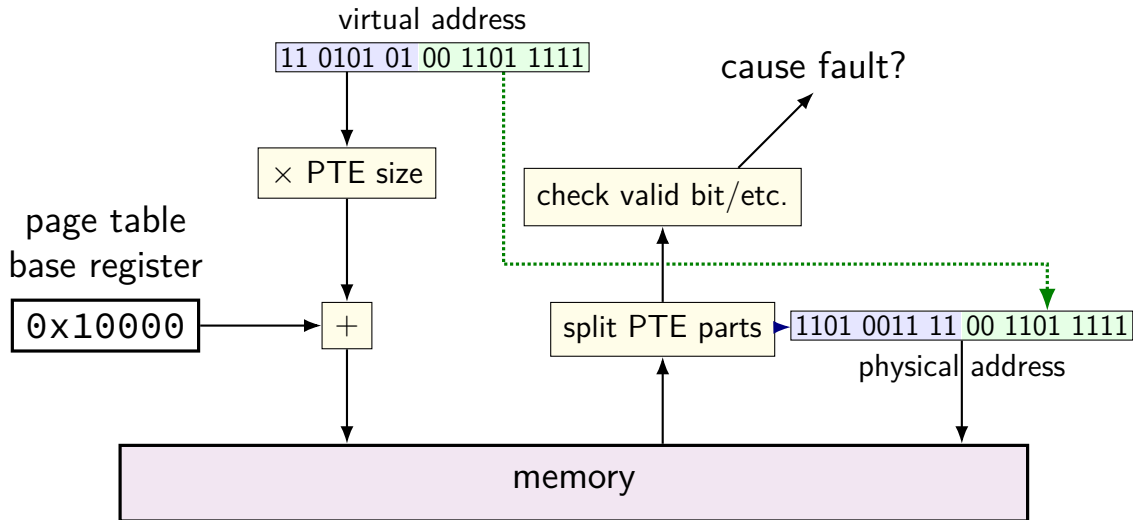 virtual address
11 0101 01 00 1101 1111
cause fault?
× PTE size
check valid bit/etc.
page table
base register
0x10000
+
split PTE parts
1101 0011 11 00 1101 1111
physical address
memory